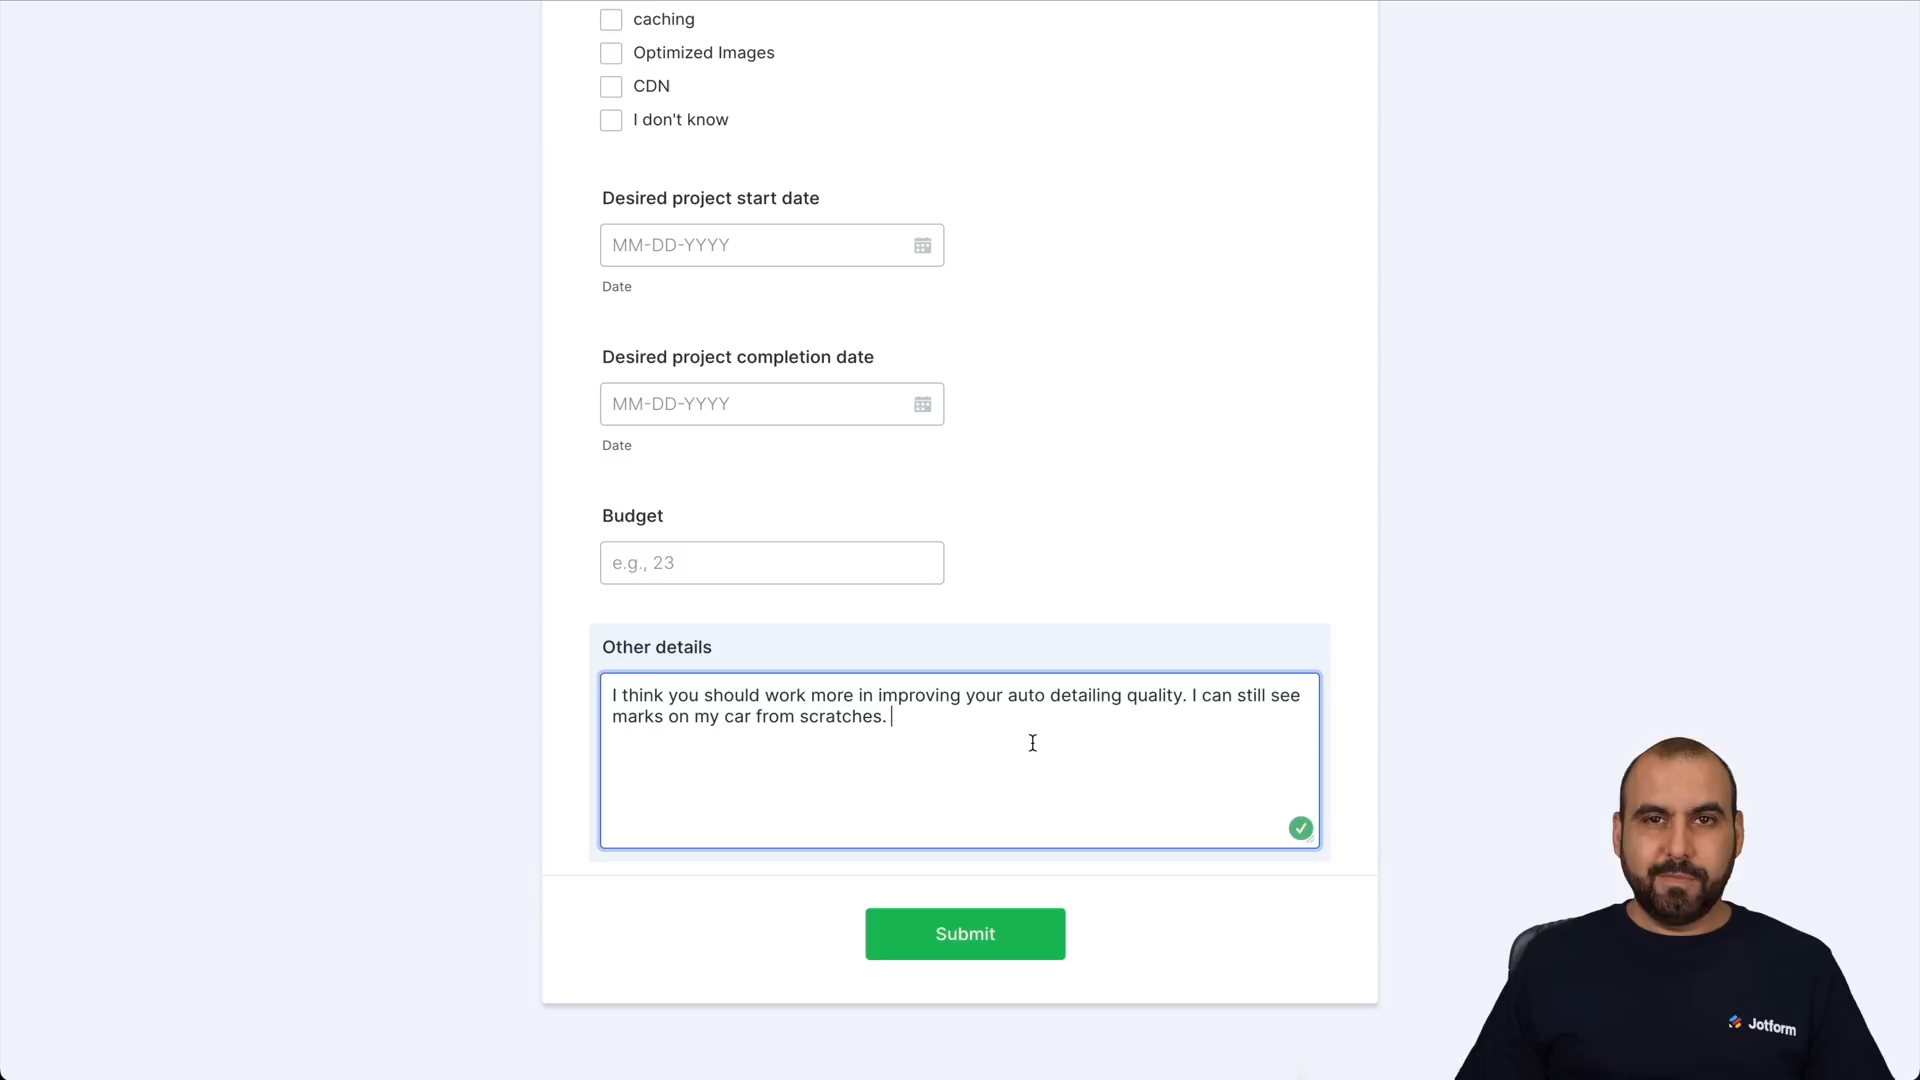 caching
Optimized Images
CDN
I don't know
Desired project start date
MM-DD-YYYY
Date
Desired project completion date
MM-DD-YYYY
Date
Budget
e.g., 23
Other details
I think you should work more in improving your auto detailing quality. I can still see
marks on my car from scratches.
Submit
Jotform